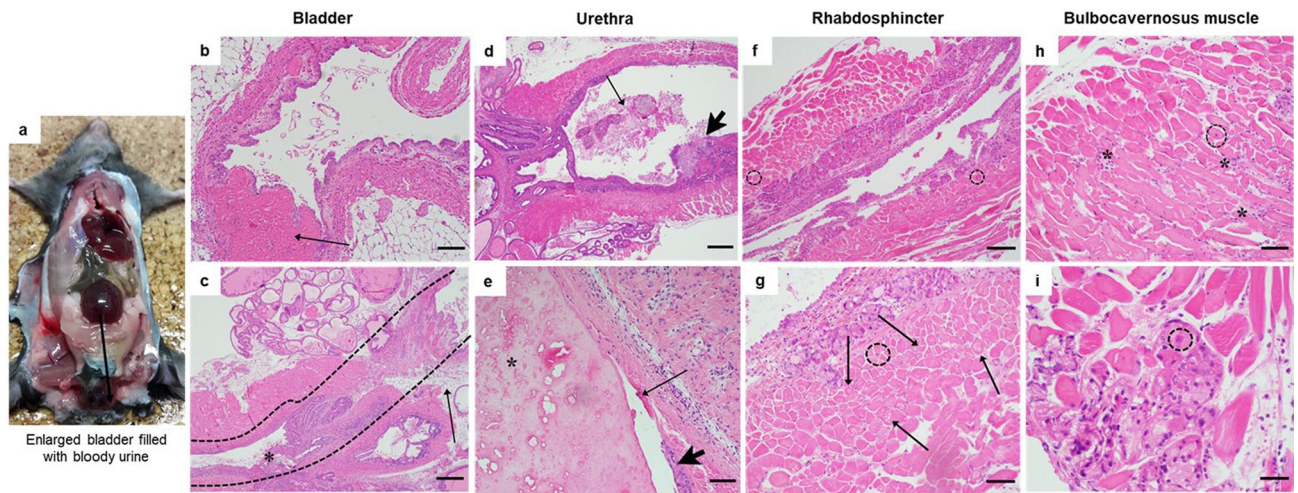 Bladder
Urethra
Rhabdosphincter
Bulbocavernosus muscle
a
b
d
f
h
c
e
g
i
*
*
*
*
*
Enlarged bladder filled
with bloody urine